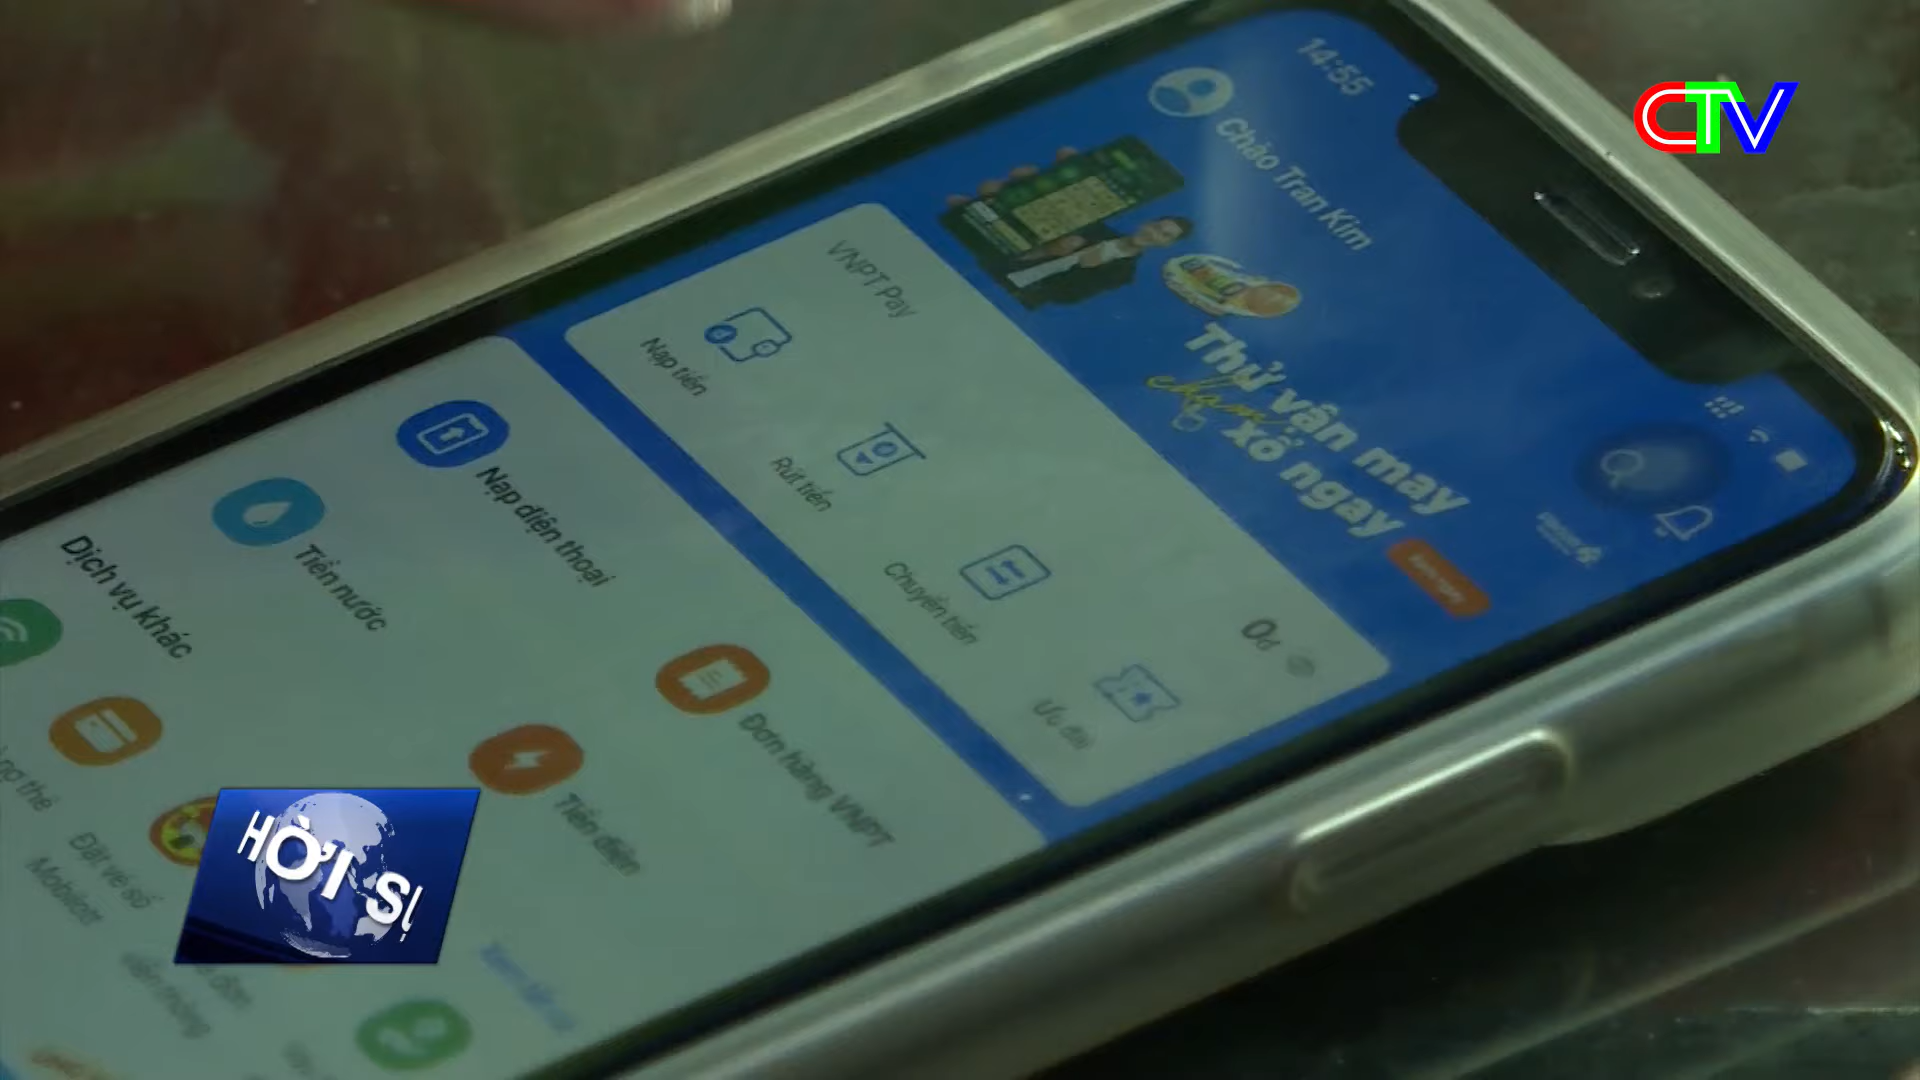 CTV
14:55
Chào Tran Kim
Thử vận may
chạm
xổ ngay
VNPT Pay
0đ
Nạp tiền
Rút tiền
Chuyển tiền
Ưu đãi
Nạp điện thoại
Đơn hàng VNPT
Tiền nước
Tiền điện
Dịch vụ khác
Đặt vé số
HỜI SỰ